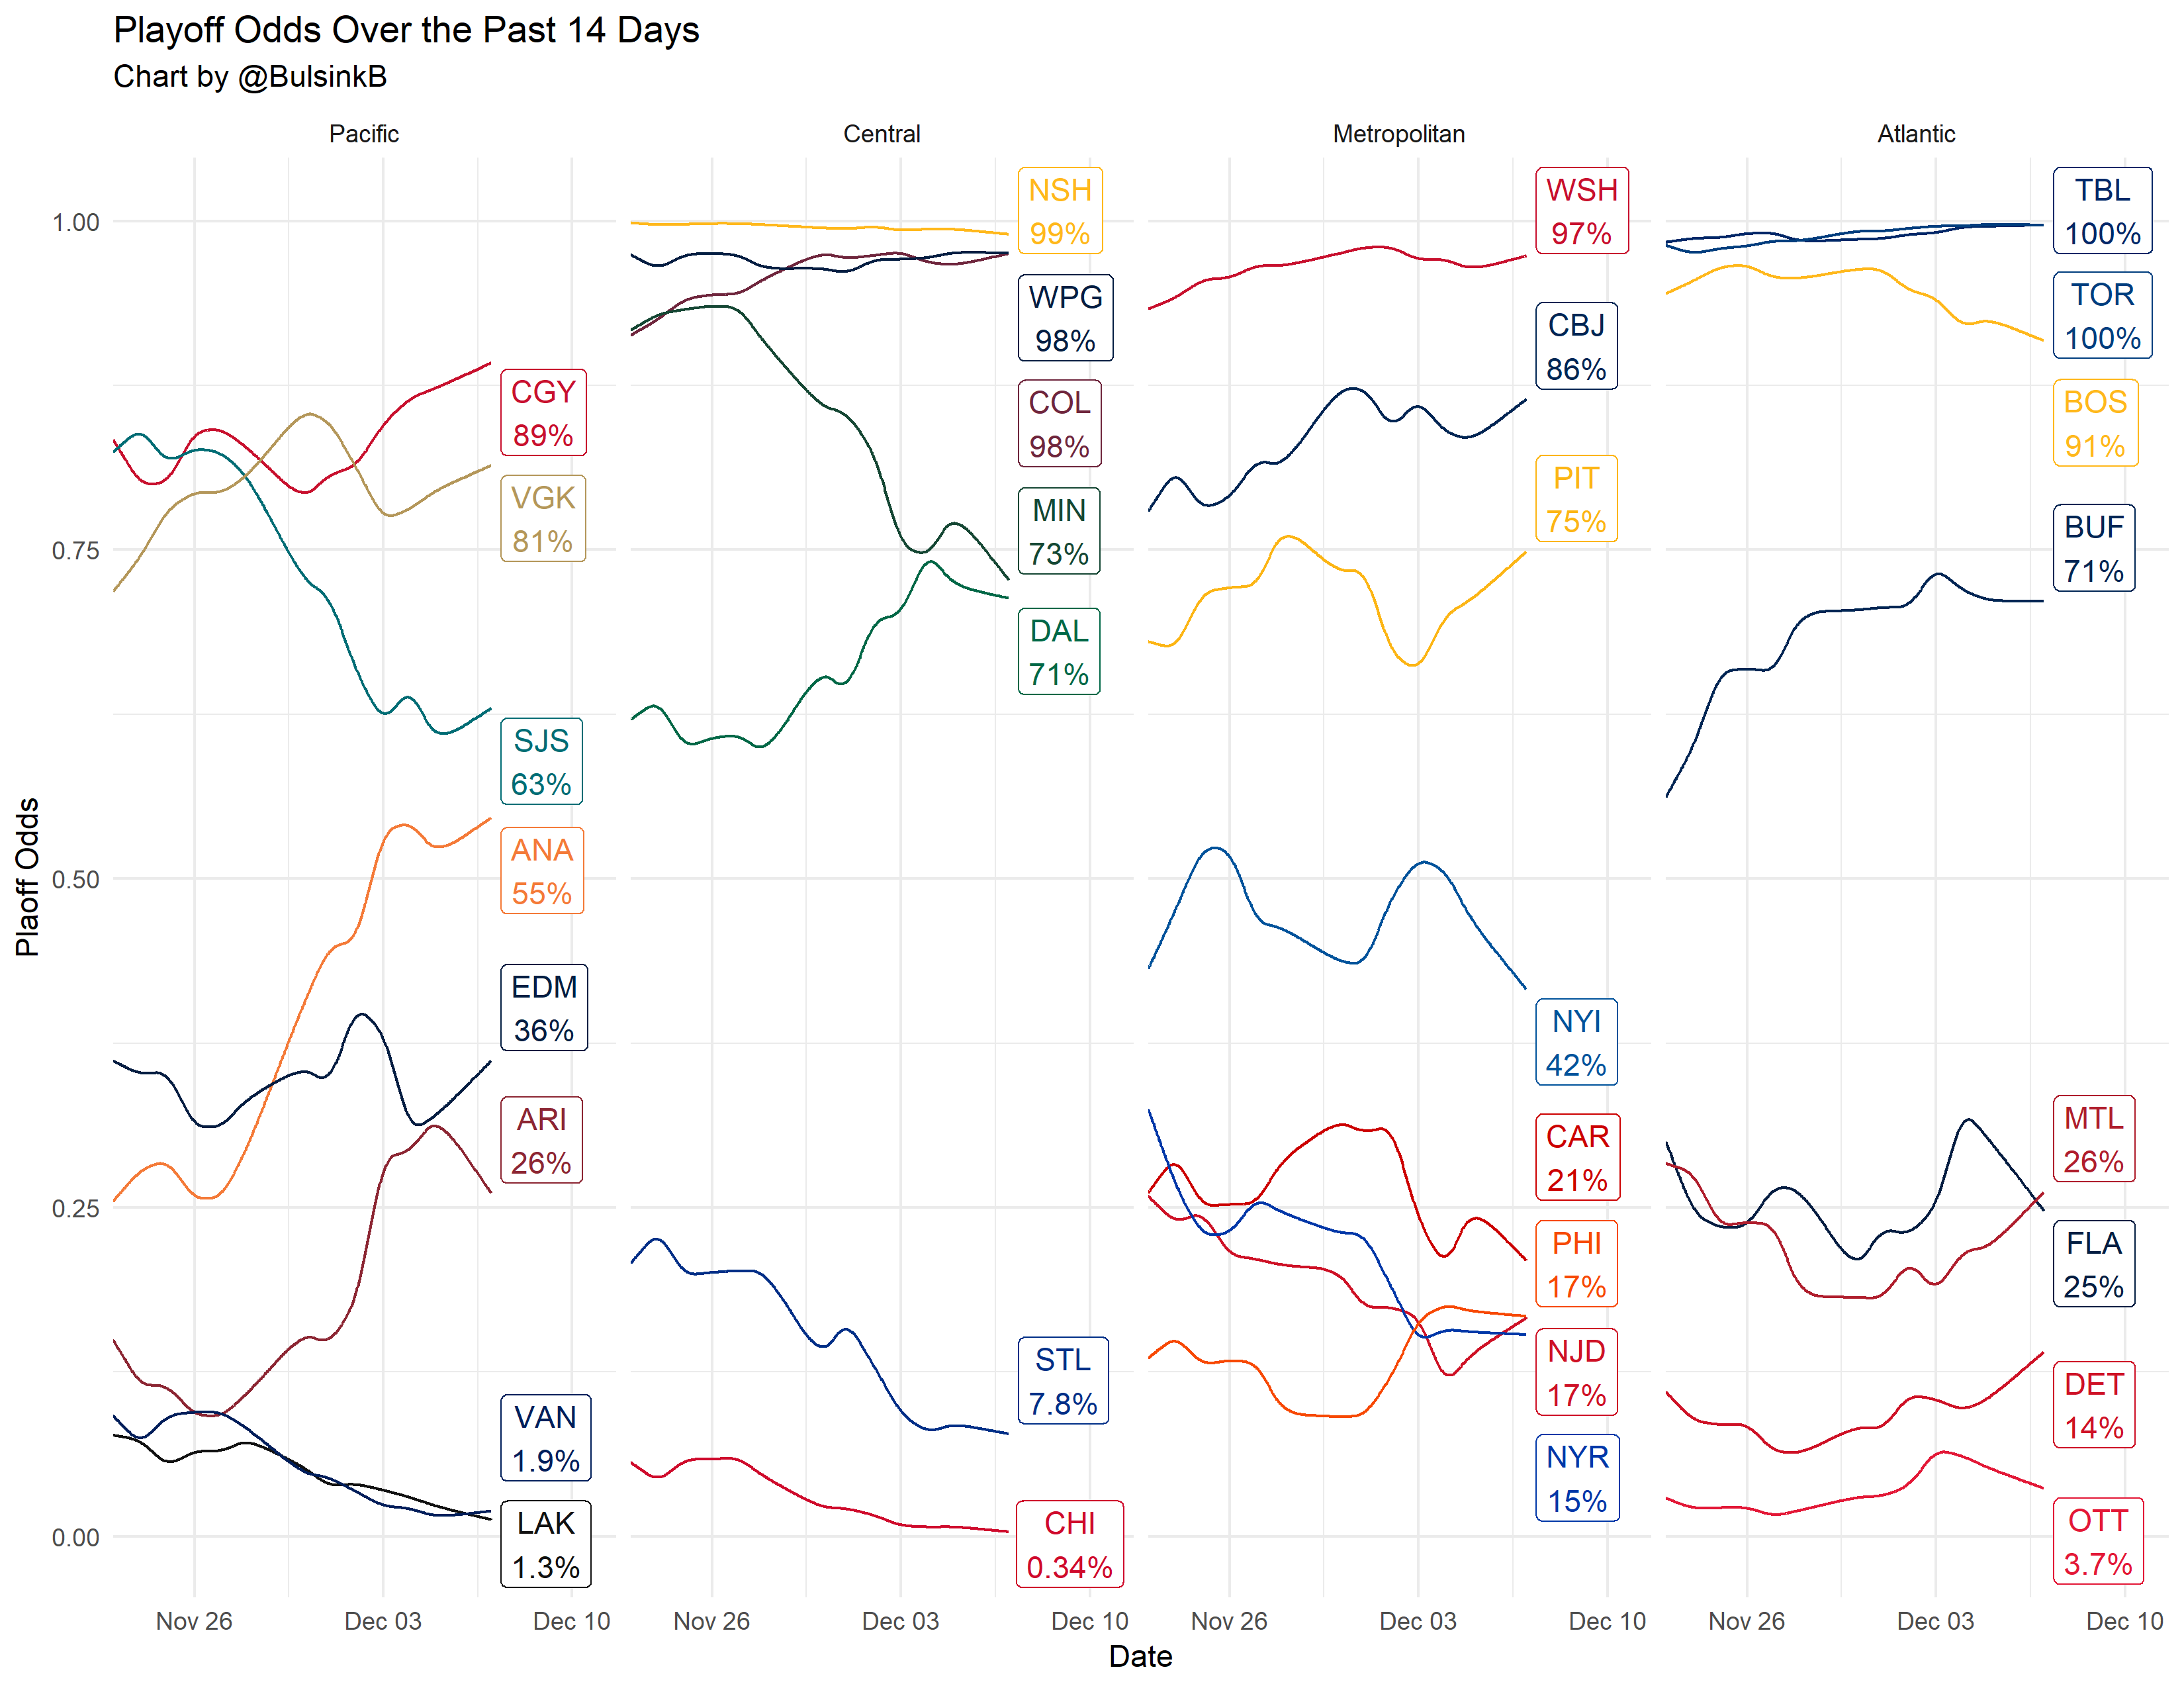 Playoff Odds Over the Past 14 Days
Chart by @BulsinkB
Pacific
Central
Metropolitan
Atlantic
Plaoff Odds
1.00
0.75
0.50
0.25
0.00
CGY
89%
VGK
81%
SJS
63%
ANA
55%
EDM
36%
ARI
26%
VAN
1.9%
LAK
1.3%
NSH
99%
WPG
98%
COL
98%
MIN
73%
DAL
71%
STL
7.8%
CHI
0.34%
WSH
97%
CBJ
86%
PIT
75%
NYI
42%
CAR
21%
PHI
17%
NJD
17%
NYR
15%
TBL
100%
TOR
100%
BOS
91%
BUF
71%
MTL
26%
FLA
25%
DET
14%
OTT
3.7%
Nov 26 Dec 03 Dec 10
Nov 26 Dec 03 Dec 10
Nov 26 Dec 03 Dec 10
Nov 26 Dec 03 Dec 10
Date